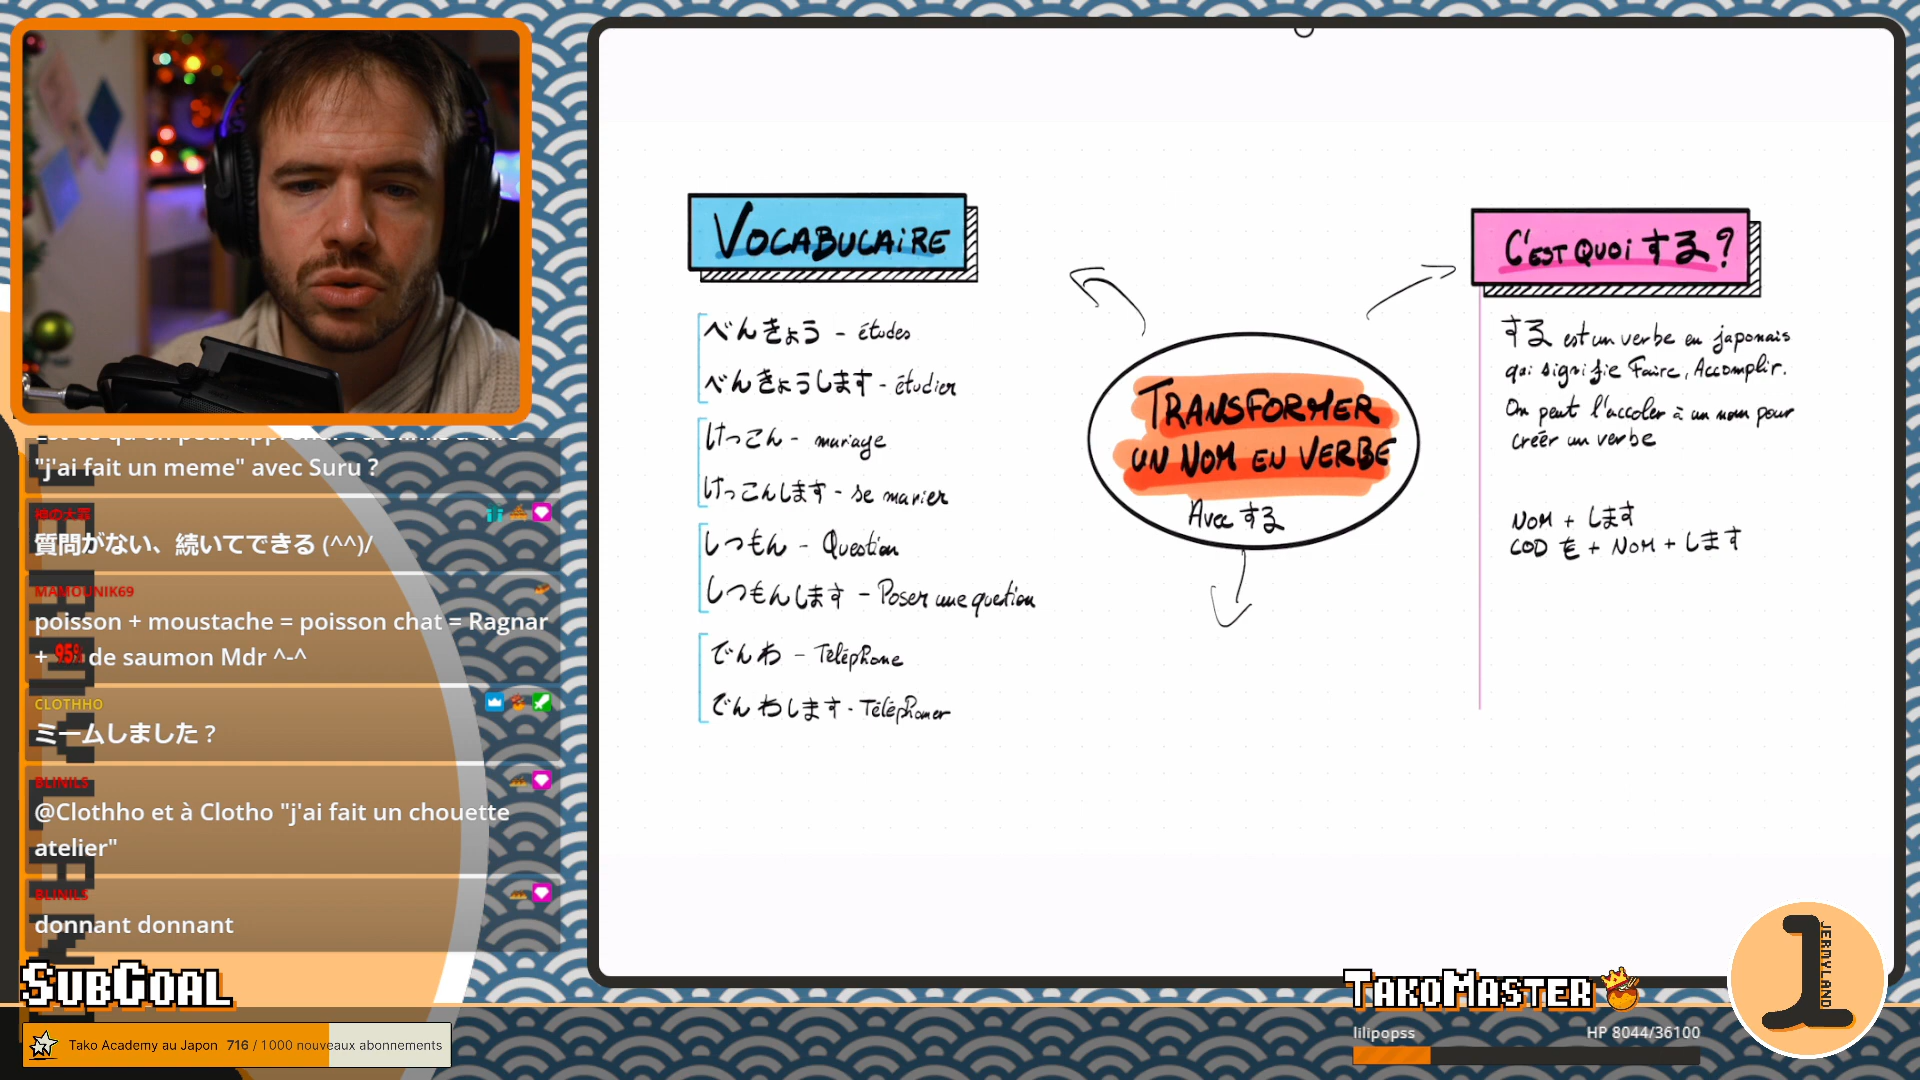 "j'ai fait un meme" avec Suru ?
神の大罪
質問がない、続いてできる (^^)/
MAMOUNIK69
poisson + moustache = poisson chat = Ragnar
+ 95% de saumon Mdr ^-^
CLOTHHO
ミームしました ?
BLINILS
@Clothho et à Clotho "j'ai fait un chouette
atelier"
BLINILS
donnant donnant
SUBGOAL
Tako Academy au Japon 716 / 1000 nouveaux abonnements
VOCABULAIRE
べんきょう - études
べんきょうします - étudier
けっこん - mariage
けっこんします - se marier
しつもん - Question
しつもんします - Poser une question
でんわ - Téléphone
でんわします - Téléphoner
TRANSFORMER
UN NOM EN VERBE
Avec する
C'EST QUOI する ?
する est un verbe en japonais
qui signifie Faire, Accomplir.
On peut l'accoler à un nom pour
créer un verbe
NOM + します
COD を + NOM + します
TAKOMASTER
lilipopss HP 8044/36100
JEREMYLAND